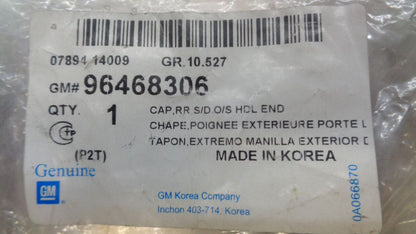 07894 14009 GR.10.527
GM# 96468306
QTY. 1 CAP,RR S/D,O/S HDL END
CHAPE,POIGNEE EXTERIEURE PORTE L
TAPON,EXTREMO MANILLA EXTERIOR D
(P2T) MADE IN KOREA
Genuine
GM
GM Korea Company
Inchon 403-714, Korea
0A066870